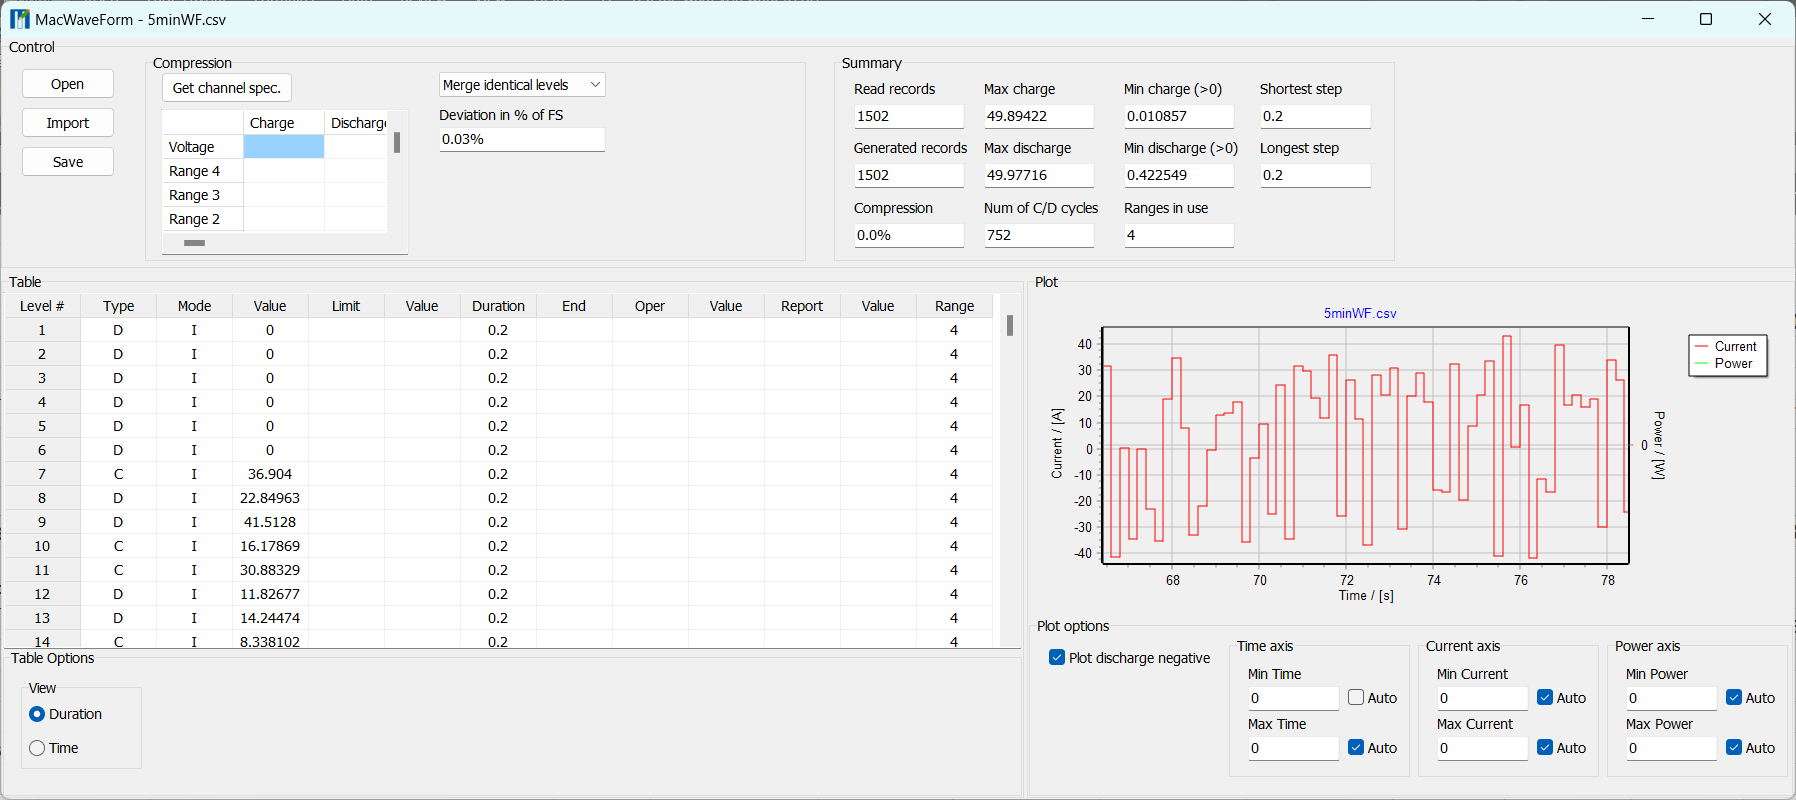 MacWaveForm - 5minWF.csv
Control
Open
Import
Save
Compression
Get channel spec.
Charge Discharge
Voltage
Range 4
Range 3
Range 2
Merge identical levels
Deviation in % of FS
0.03%
Summary
Read records Max charge Min charge (>0) Shortest step
1502 49.89422 0.010857 0.2
Generated records Max discharge Min discharge (>0) Longest step
1502 49.97716 0.422549 0.2
Compression Num of C/D cycles Ranges in use
0.0% 752 4
Table
Level # Type Mode Value Limit Value Duration End Oper Value Report Value Range
1 D I 0 0.2 4
2 D I 0 0.2 4
3 D I 0 0.2 4
4 D I 0 0.2 4
5 D I 0 0.2 4
6 D I 0 0.2 4
7 C I 36.904 0.2 4
8 D I 22.84963 0.2 4
9 D I 41.5128 0.2 4
10 C I 16.17869 0.2 4
11 C I 30.88329 0.2 4
12 D I 11.82677 0.2 4
13 D I 14.24474 0.2 4
14 C I 8.338102 0.2 4
Table Options
View
Duration
Time
Plot
5minWF.csv
Current / [A]
40
30
20
10
0
-10
-20
-30
-40
68 70 72 74 76 78
Time / [s]
0
Power / [W]
Current
Power
Plot options
Plot discharge negative
Time axis
Min Time
0 Auto
Max Time
0 Auto
Current axis
Min Current
0 Auto
Max Current
0 Auto
Power axis
Min Power
0 Auto
Max Power
0 Auto